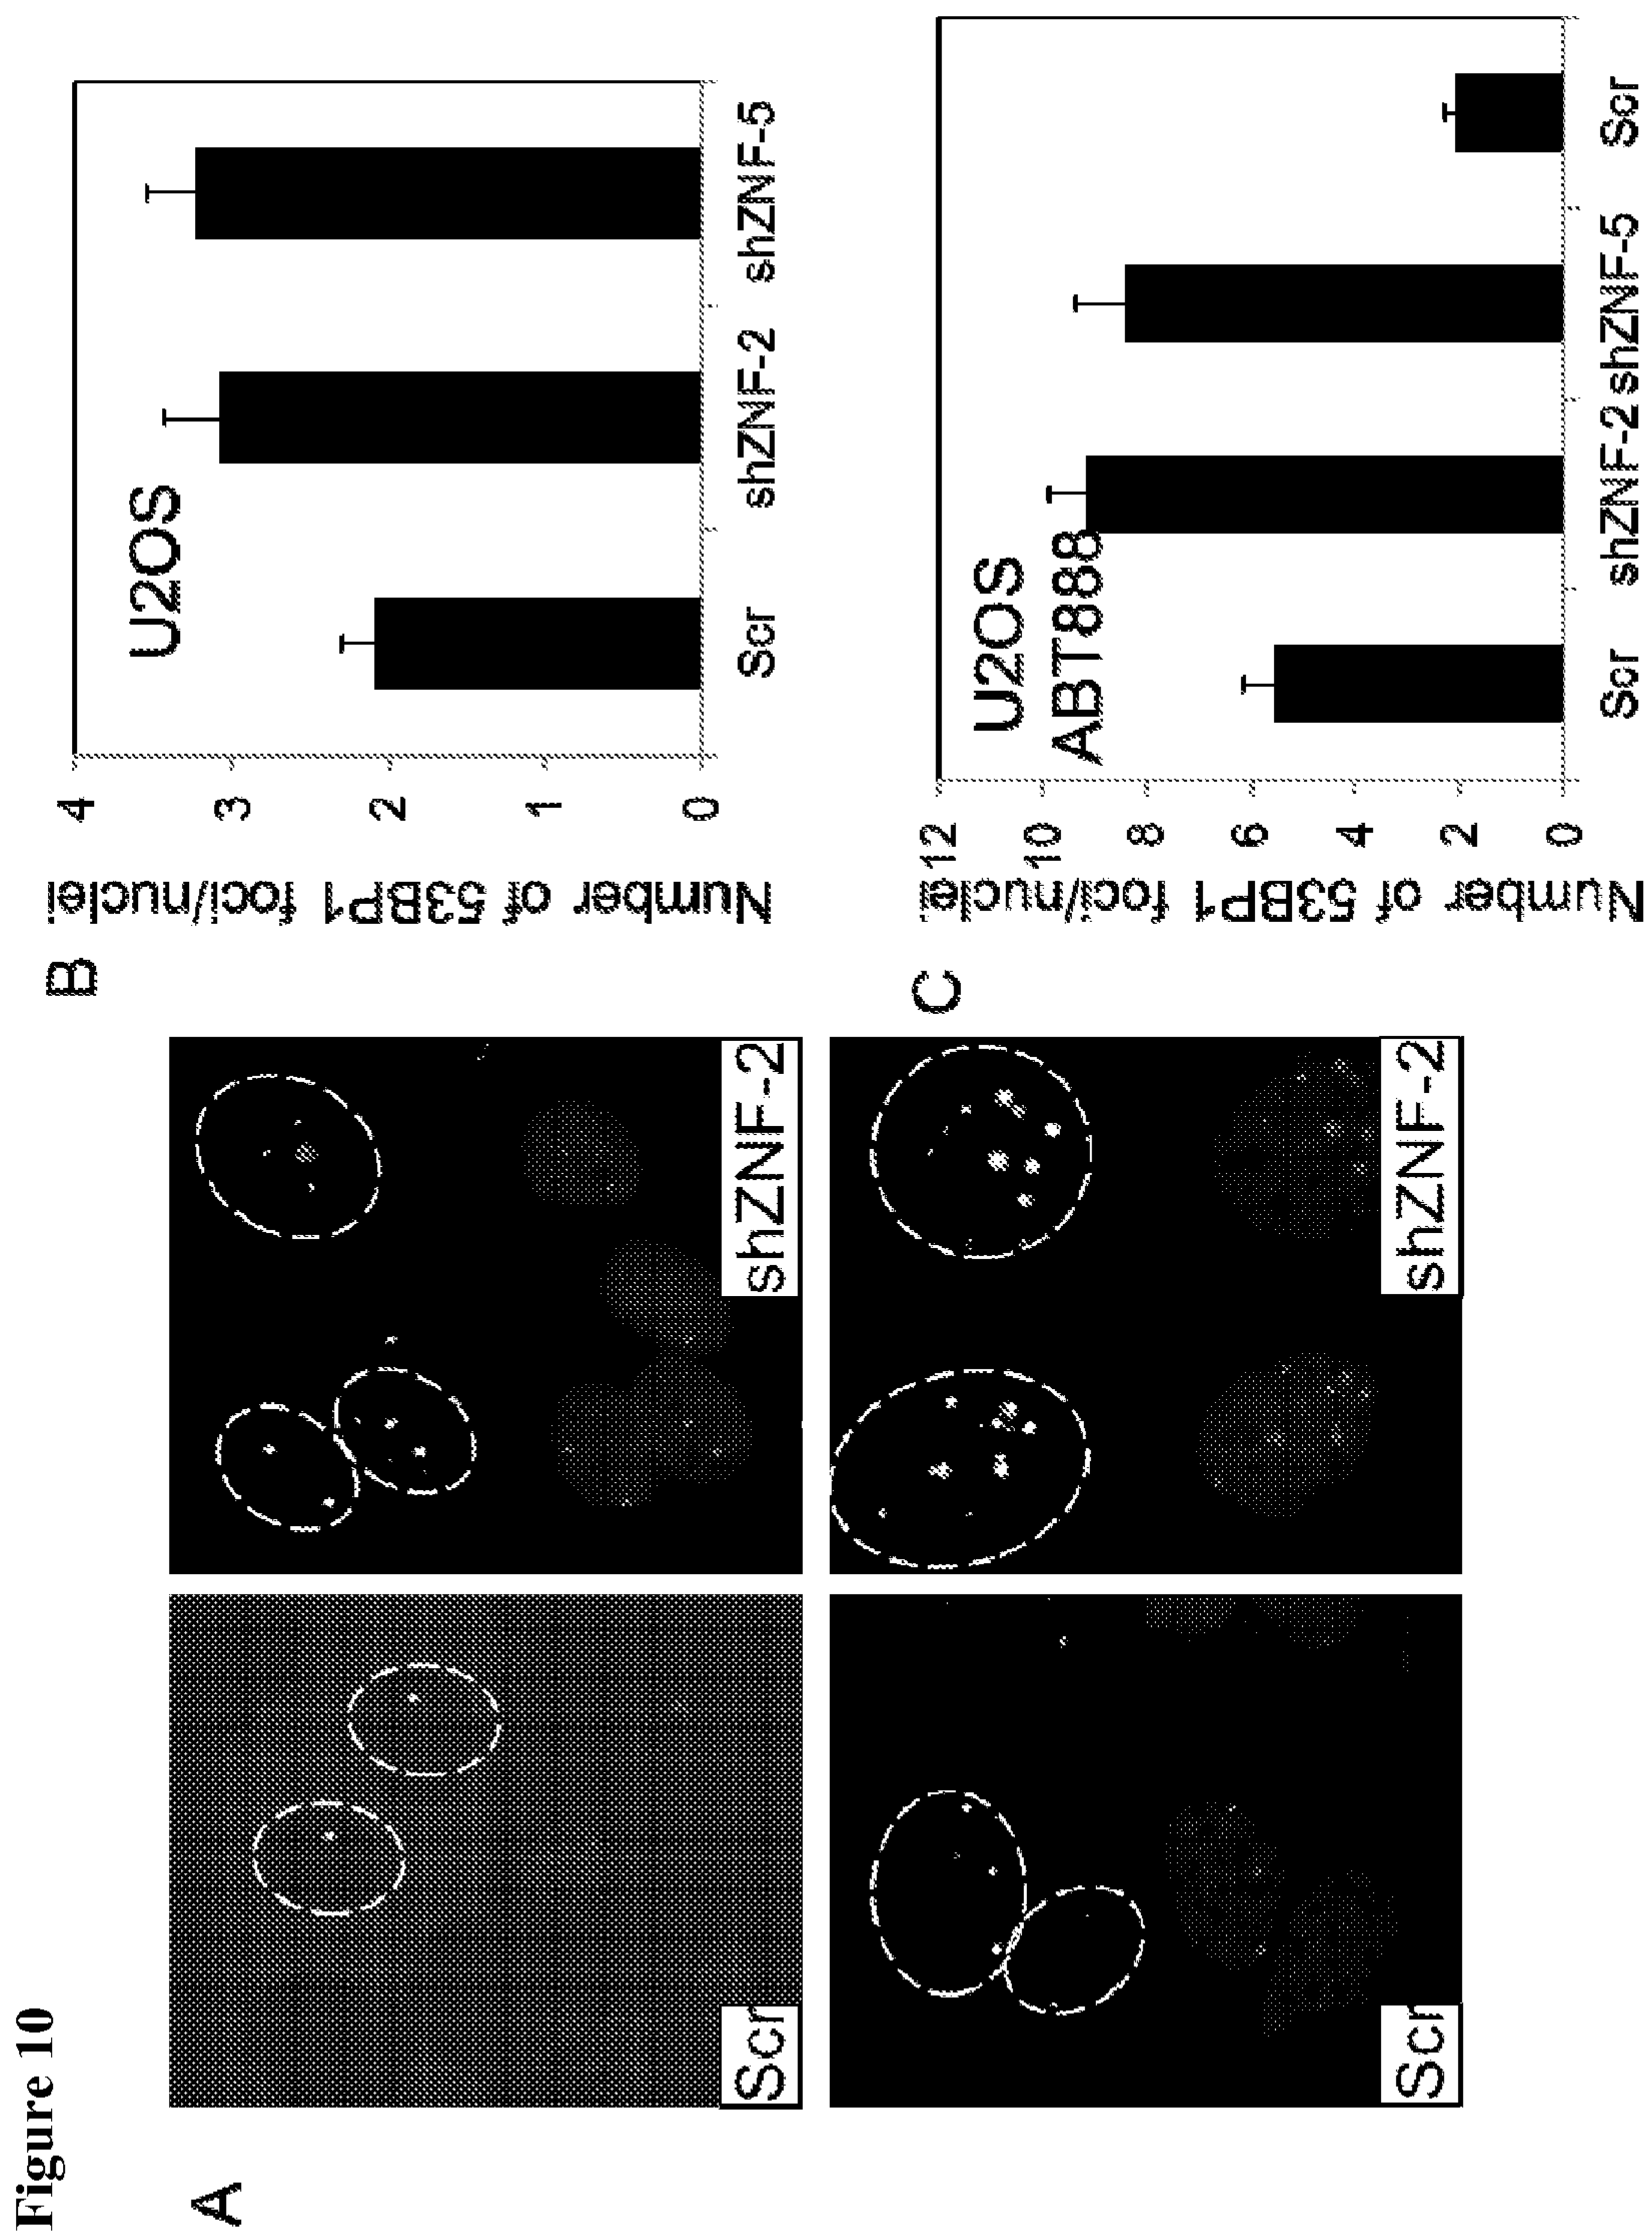 Figure 10
A
Scr
shZNF-2
Scr
shZNF-2
B
Number of 53BP1 foci/nuclei
4
3
2
1
0
U2OS
Scr
shZNF-2
shZNF-5
C
Number of 53BP1 foci/nuclei
12
10
8
6
4
2
0
U2OS
ABT888
Scr
shZNF-2
shZNF-5
Scr